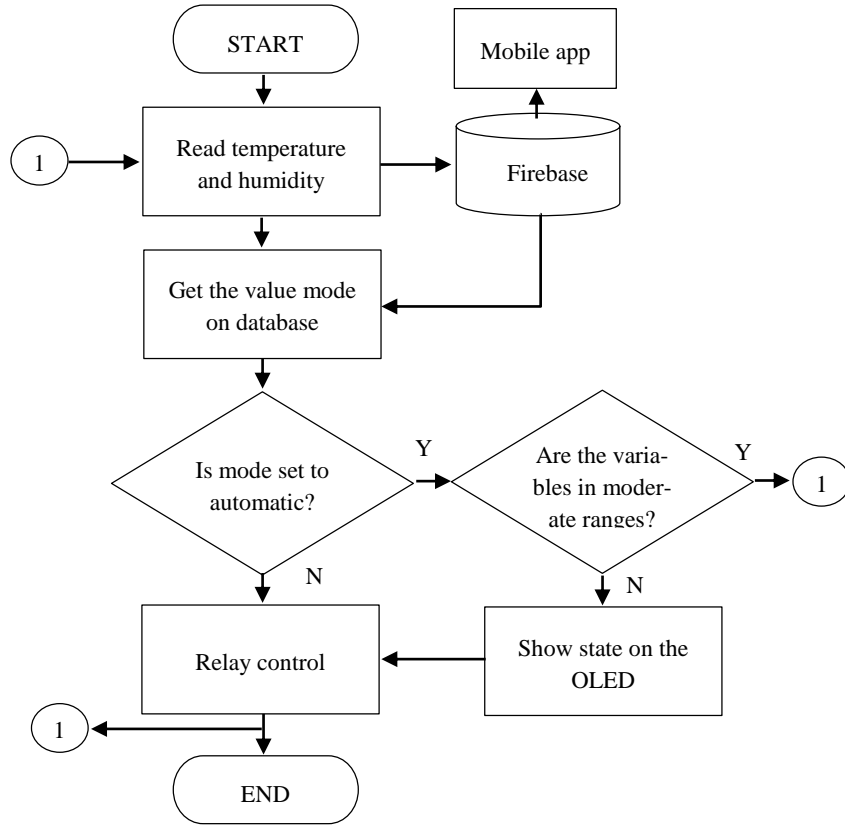 START
Mobile app
1
Read temperature
and humidity
Firebase
Get the value mode
on database
Is mode set to
automatic?
Y
Are the varia-
bles in moder-
ate ranges?
Y
1
N
N
Relay control
Show state on the
OLED
1
END